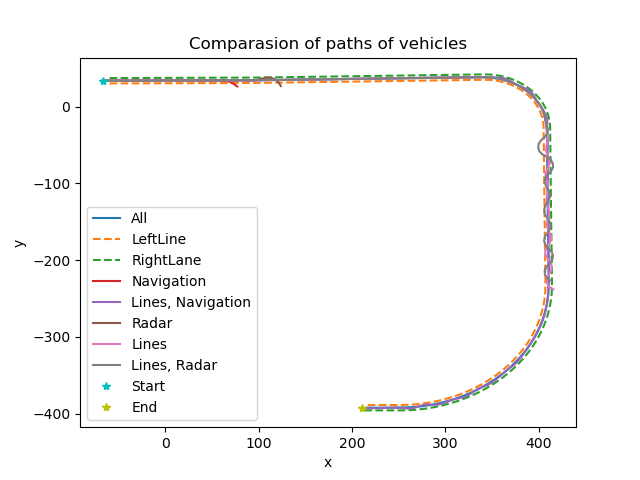 Comparasion of paths of vehicles
y
0
−100
−200
−300
−400
All
LeftLine
RightLane
Navigation
Lines, Navigation
Radar
Lines
Lines, Radar
Start
End
0
100
200
300
400
x